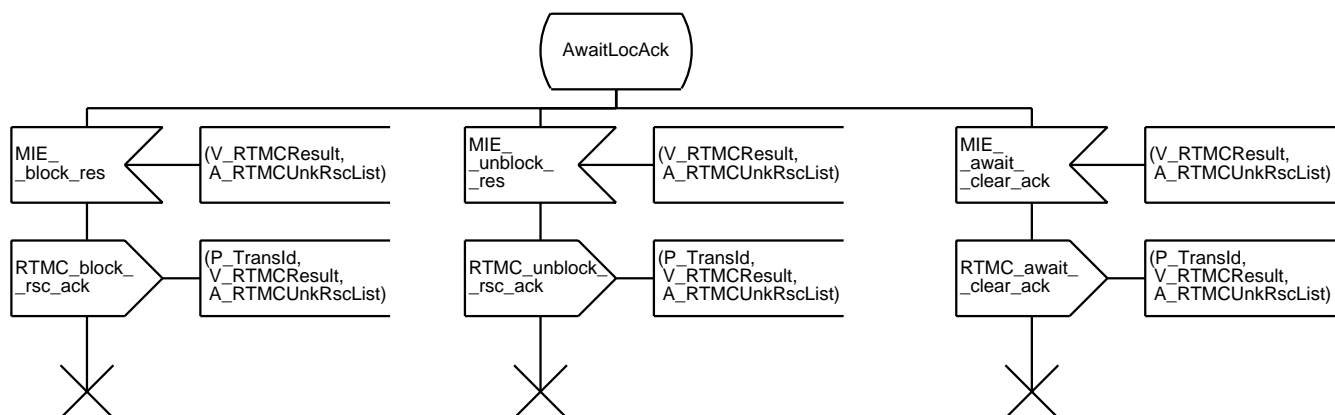 AwaitLocAck
MIE_
_block_res
(V_RTMCResult,
A_RTMCUnkRscList)
MIE_
_unblock_
_res
(V_RTMCResult,
A_RTMCUnkRscList)
MIE_
_await_
_clear_ack
(V_RTMCResult,
A_RTMCUnkRscList)
RTMC_block_
_rsc_ack
(P_TransId,
V_RTMCResult,
A_RTMCUnkRscList)
RTMC_unblock_
_rsc_ack
(P_TransId,
V_RTMCResult,
A_RTMCUnkRscList)
RTMC_await_
_clear_ack
(P_TransId,
V_RTMCResult,
A_RTMCUnkRscList)